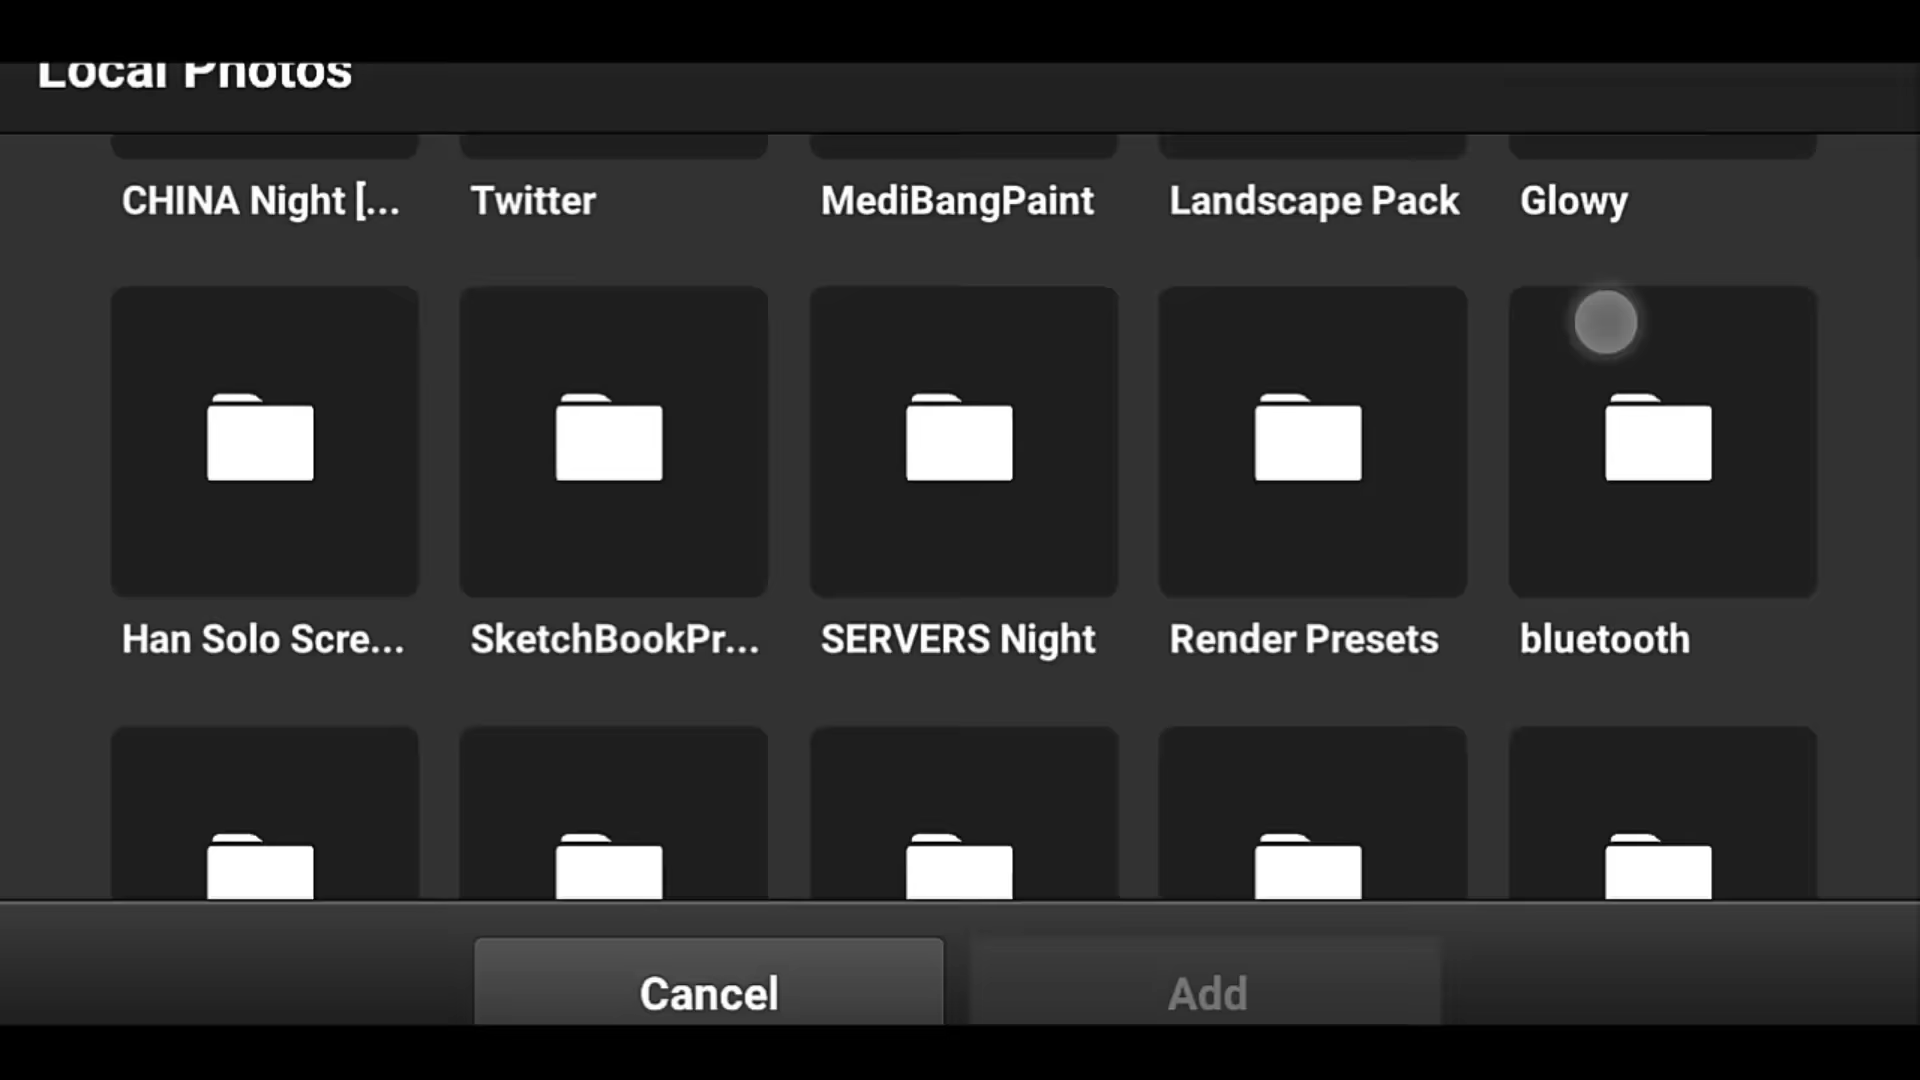 Local Photos
CHINA Night [...
Twitter
MediBangPaint
Landscape Pack
Glowy
Han Solo Scre...
SketchBookPr...
SERVERS Night
Render Presets
bluetooth
Cancel
Add